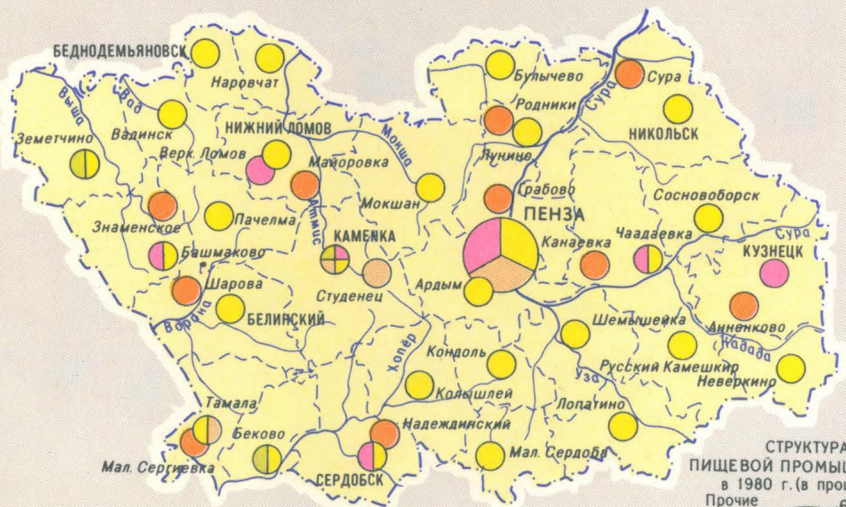 БЕДНОДЕМЬЯНОВСК
Наровчат
Булычево
Сура
Родники
Сура
Выша
Вад
Вадинск
Земетчино
НИЖНИЙ ЛОМОВ
Верх. Ломов
Майоровка
Мокша
Лунино
НИКОЛЬСК
Мокшан
Грабово
Сосновоборск
Знаменское
Пачелма
Атмис
ПЕНЗА
Башмаково
КАМЕНКА
Канаевка
Чаадаевка
Сура
КУЗНЕЦК
Шарова
Студенец
Ардым
Ворона
БЕЛИНСКИЙ
Хопёр
Анненково
Шемышейка
Кадада
Кондоль
Русский Камешкир
Неверкино
Уза
Колышлей
Тамала
Беково
Надеждинский
Лопатино
Мал. Сергиевка
СЕРДОБСК
Мал. Сердоба
СТРУКТУРА
ПИЩЕВОЙ ПРОМЫШ
в 1980 г. (в про
Прочие